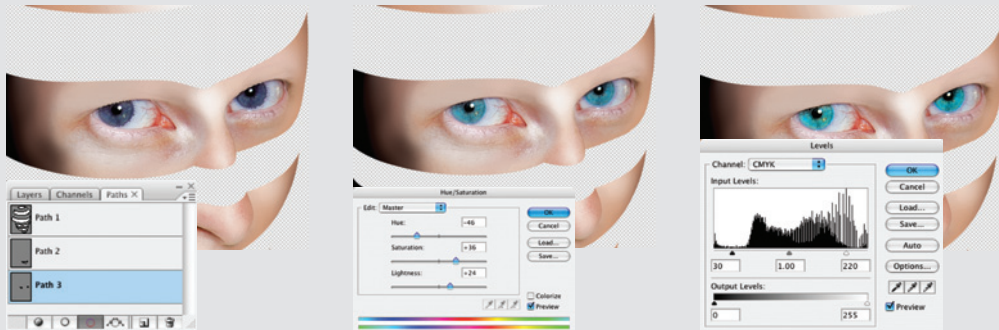 Layers Channels Paths ×
Path 1
Path 2
Path 3
Hue/Saturation
Edit: Master
OK
Hue: -46
Cancel
Saturation: +36
Load...
Save...
Lightness: +24
Colorize
Preview
Levels
Channel: CMYK
OK
Input Levels:
Cancel
Load...
Save...
Auto
30 1.00 220
Options...
Output Levels:
Preview
0 255